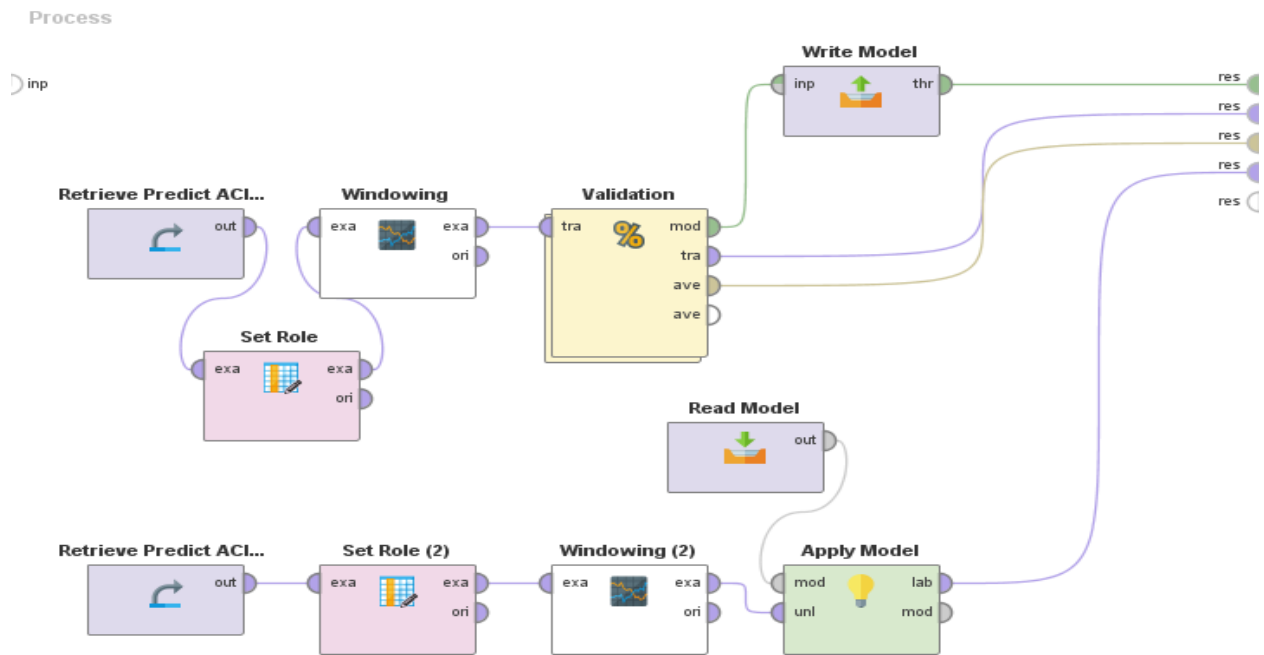 Process
inp
Write Model
inp thr
res
res
res
res
res
Retrieve Predict ACI...
out
Windowing
exa exa
ori
Validation
% 
tra mod
tra
ave
ave
Set Role
exa exa
ori
Read Model
out
Retrieve Predict ACI...
out
Set Role (2)
exa exa
ori
Windowing (2)
exa exa
ori
Apply Model
mod lab
unl mod